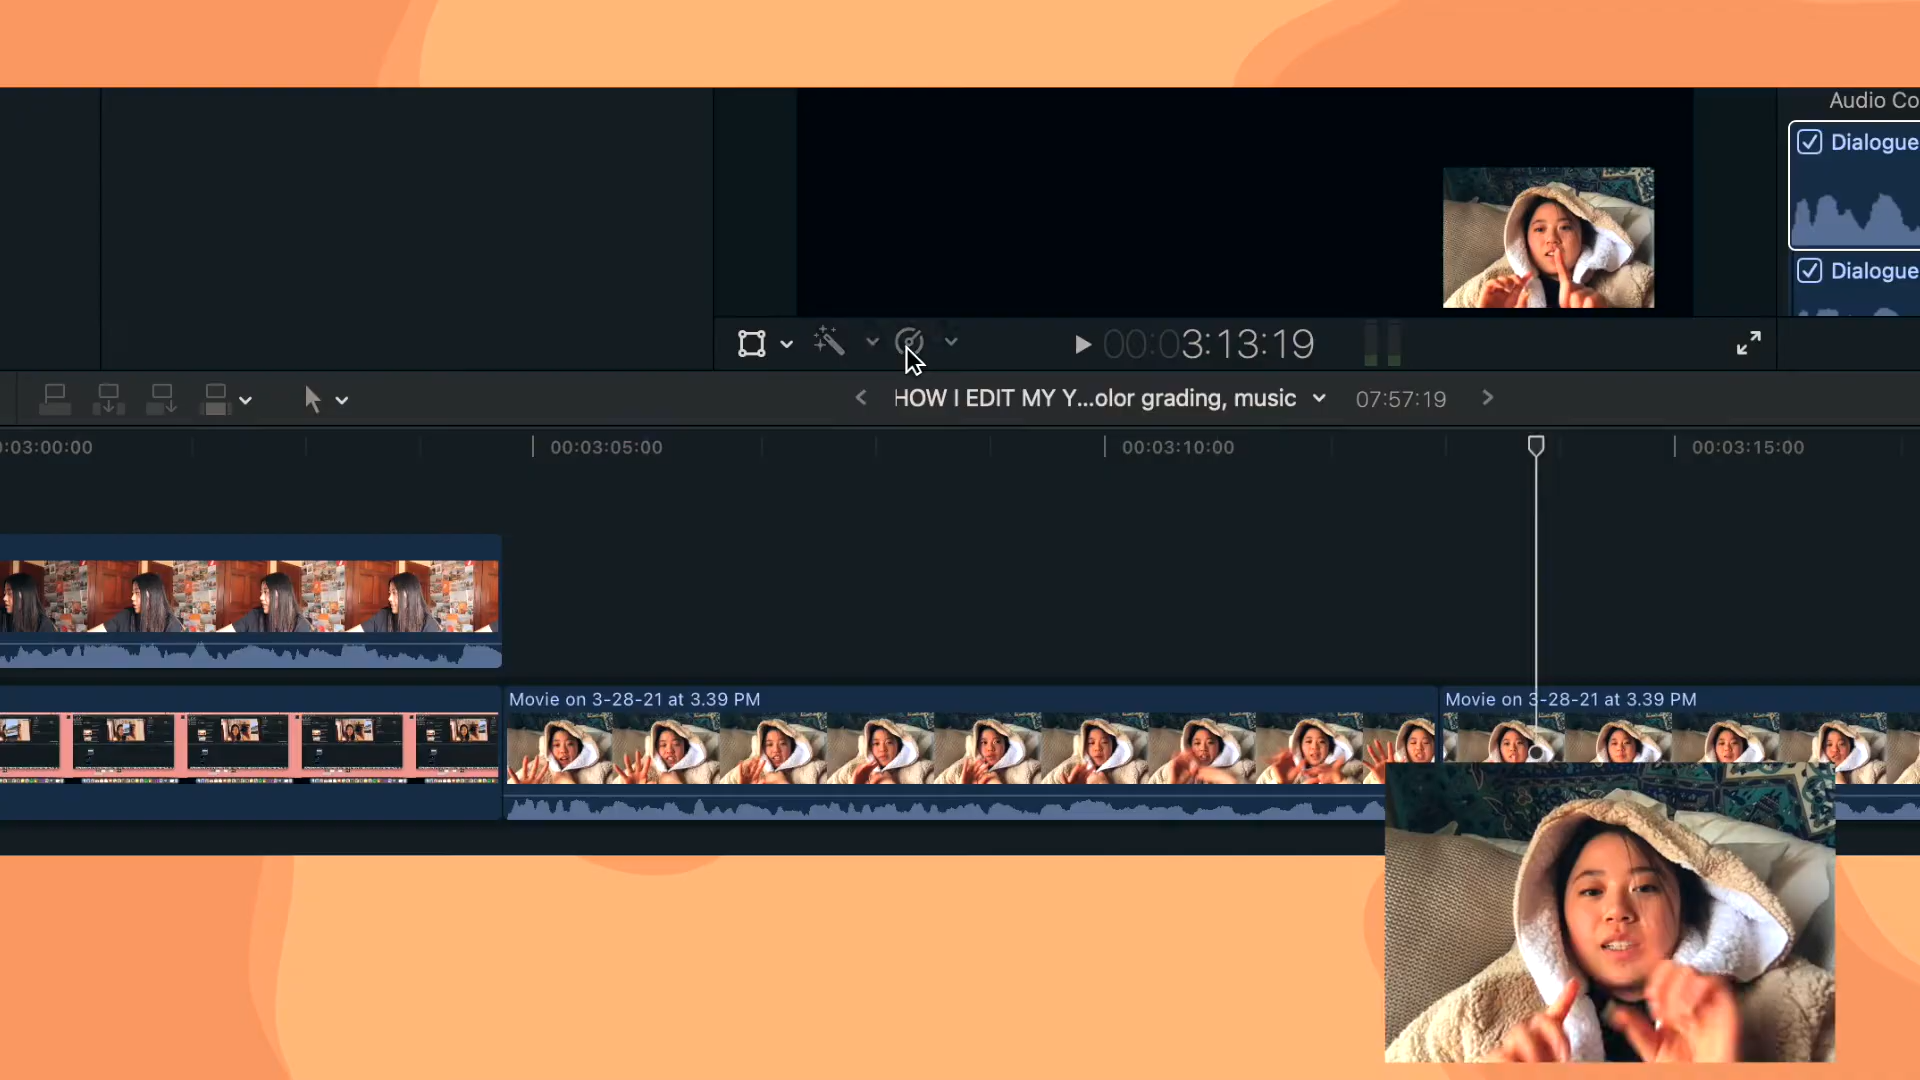 Audio Co
Dialogue
Dialogue
00:03:13:19
HOW I EDIT MY Y...olor grading, music
07:57:19
:03:00:00
00:03:05:00
00:03:10:00
00:03:15:00
Movie on 3-28-21 at 3.39 PM
Movie on 3-28-21 at 3.39 PM